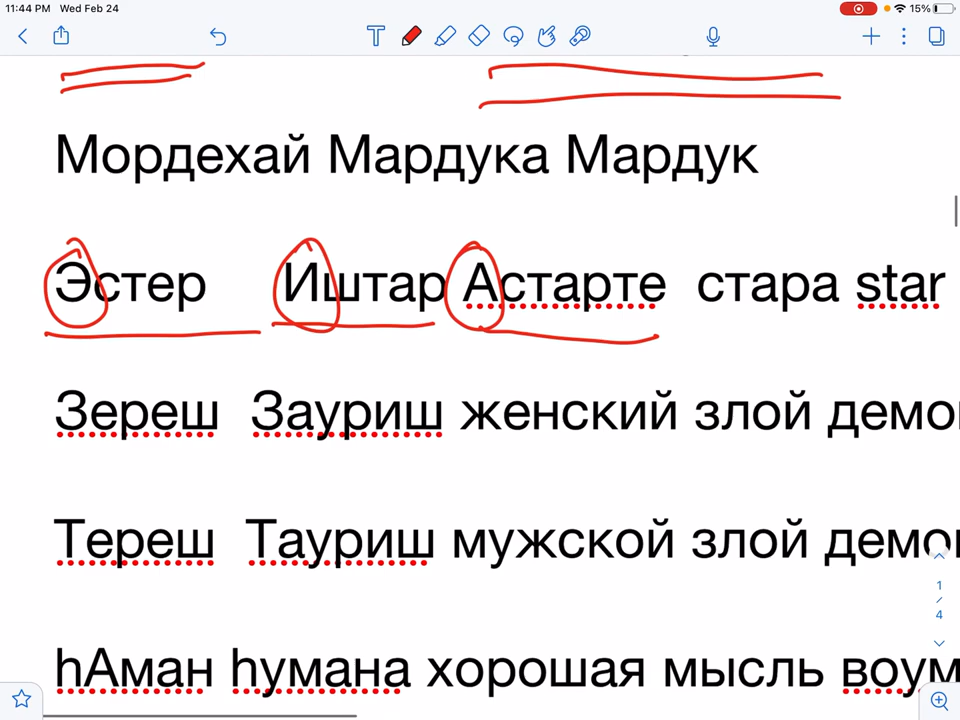 11:44 PM Wed Feb 24 15%
Мордехай Мардука Мардук
Эстер Иштар Астарте стара star
Зереш Зауриш женский злой демо
Тереш Тауриш мужской злой демо
hАман hумана хорошая мысль воум
1
/
4